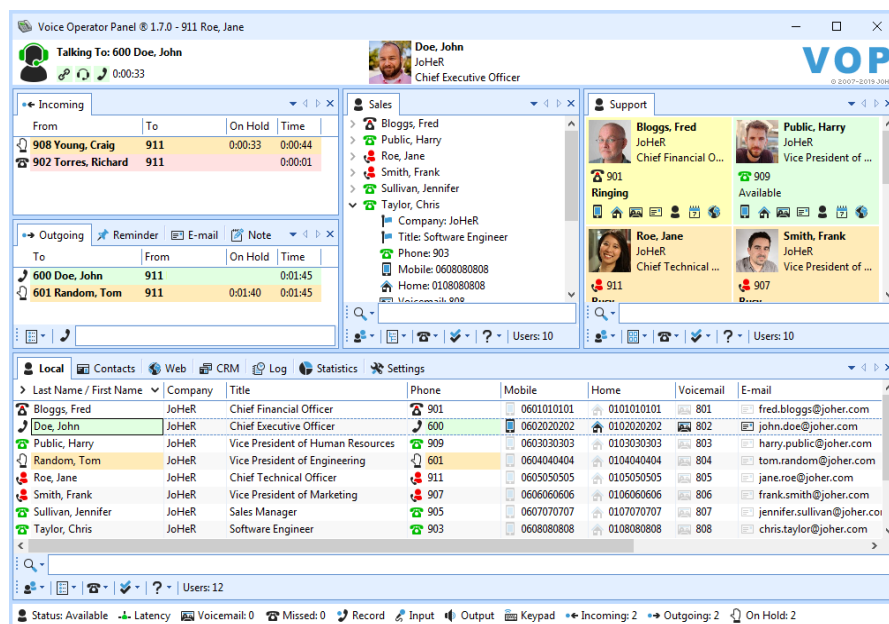 Voice Operator Panel ® 1.7.0 - 911 Roe, Jane
Talking To: 600 Doe, John
0:00:33
Doe, John
JoHeR
Chief Executive Officer
VOP
© 2007-2019 JOH
Incoming
From To On Hold Time
908 Young, Craig 911 0:00:33 0:00:44
902 Torres, Richard 911 0:00:01
Outgoing Reminder E-mail Note
To From On Hold Time
600 Doe, John 911 0:01:45
601 Random, Tom 911 0:01:40 0:01:45
Sales
Bloggs, Fred
Public, Harry
Roe, Jane
Smith, Frank
Sullivan, Jennifer
Taylor, Chris
Company: JoHeR
Title: Software Engineer
Phone: 903
Mobile: 0608080808
Home: 0108080808
Voicemail: 808
? Users: 10
Support
Bloggs, Fred
JoHeR
Chief Financial O...
901
Ringing
Public, Harry
JoHeR
Vice President of ...
909
Available
Roe, Jane
JoHeR
Chief Technical ...
911
Busy
Smith, Frank
JoHeR
Vice President of ...
907
Busy
? Users: 10
Local Contacts Web CRM Log Statistics Settings
Last Name / First Name Company Title Phone Mobile Home Voicemail E-mail
Bloggs, Fred JoHeR Chief Financial Officer 901 0601010101 0101010101 801 fred.bloggs@joher.com
Doe, John JoHeR Chief Executive Officer 600 0602020202 0102020202 802 john.doe@joher.com
Public, Harry JoHeR Vice President of Human Resources 909 0603030303 0103030303 803 harry.public@joher.com
Random, Tom JoHeR Vice President of Engineering 601 0604040404 0104040404 804 tom.random@joher.com
Roe, Jane JoHeR Chief Technical Officer 911 0605050505 0105050505 805 jane.roe@joher.com
Smith, Frank JoHeR Vice President of Marketing 907 0606060606 0106060606 806 frank.smith@joher.com
Sullivan, Jennifer JoHeR Sales Manager 905 0607070707 0107070707 807 jennifer.sullivan@joher.co
Taylor, Chris JoHeR Software Engineer 903 0608080808 0108080808 808 chris.taylor@joher.com
? Users: 12
Status: Available Latency Voicemail: 0 Missed: 0 Record Input Output Keypad Incoming: 2 Outgoing: 2 On Hold: 2